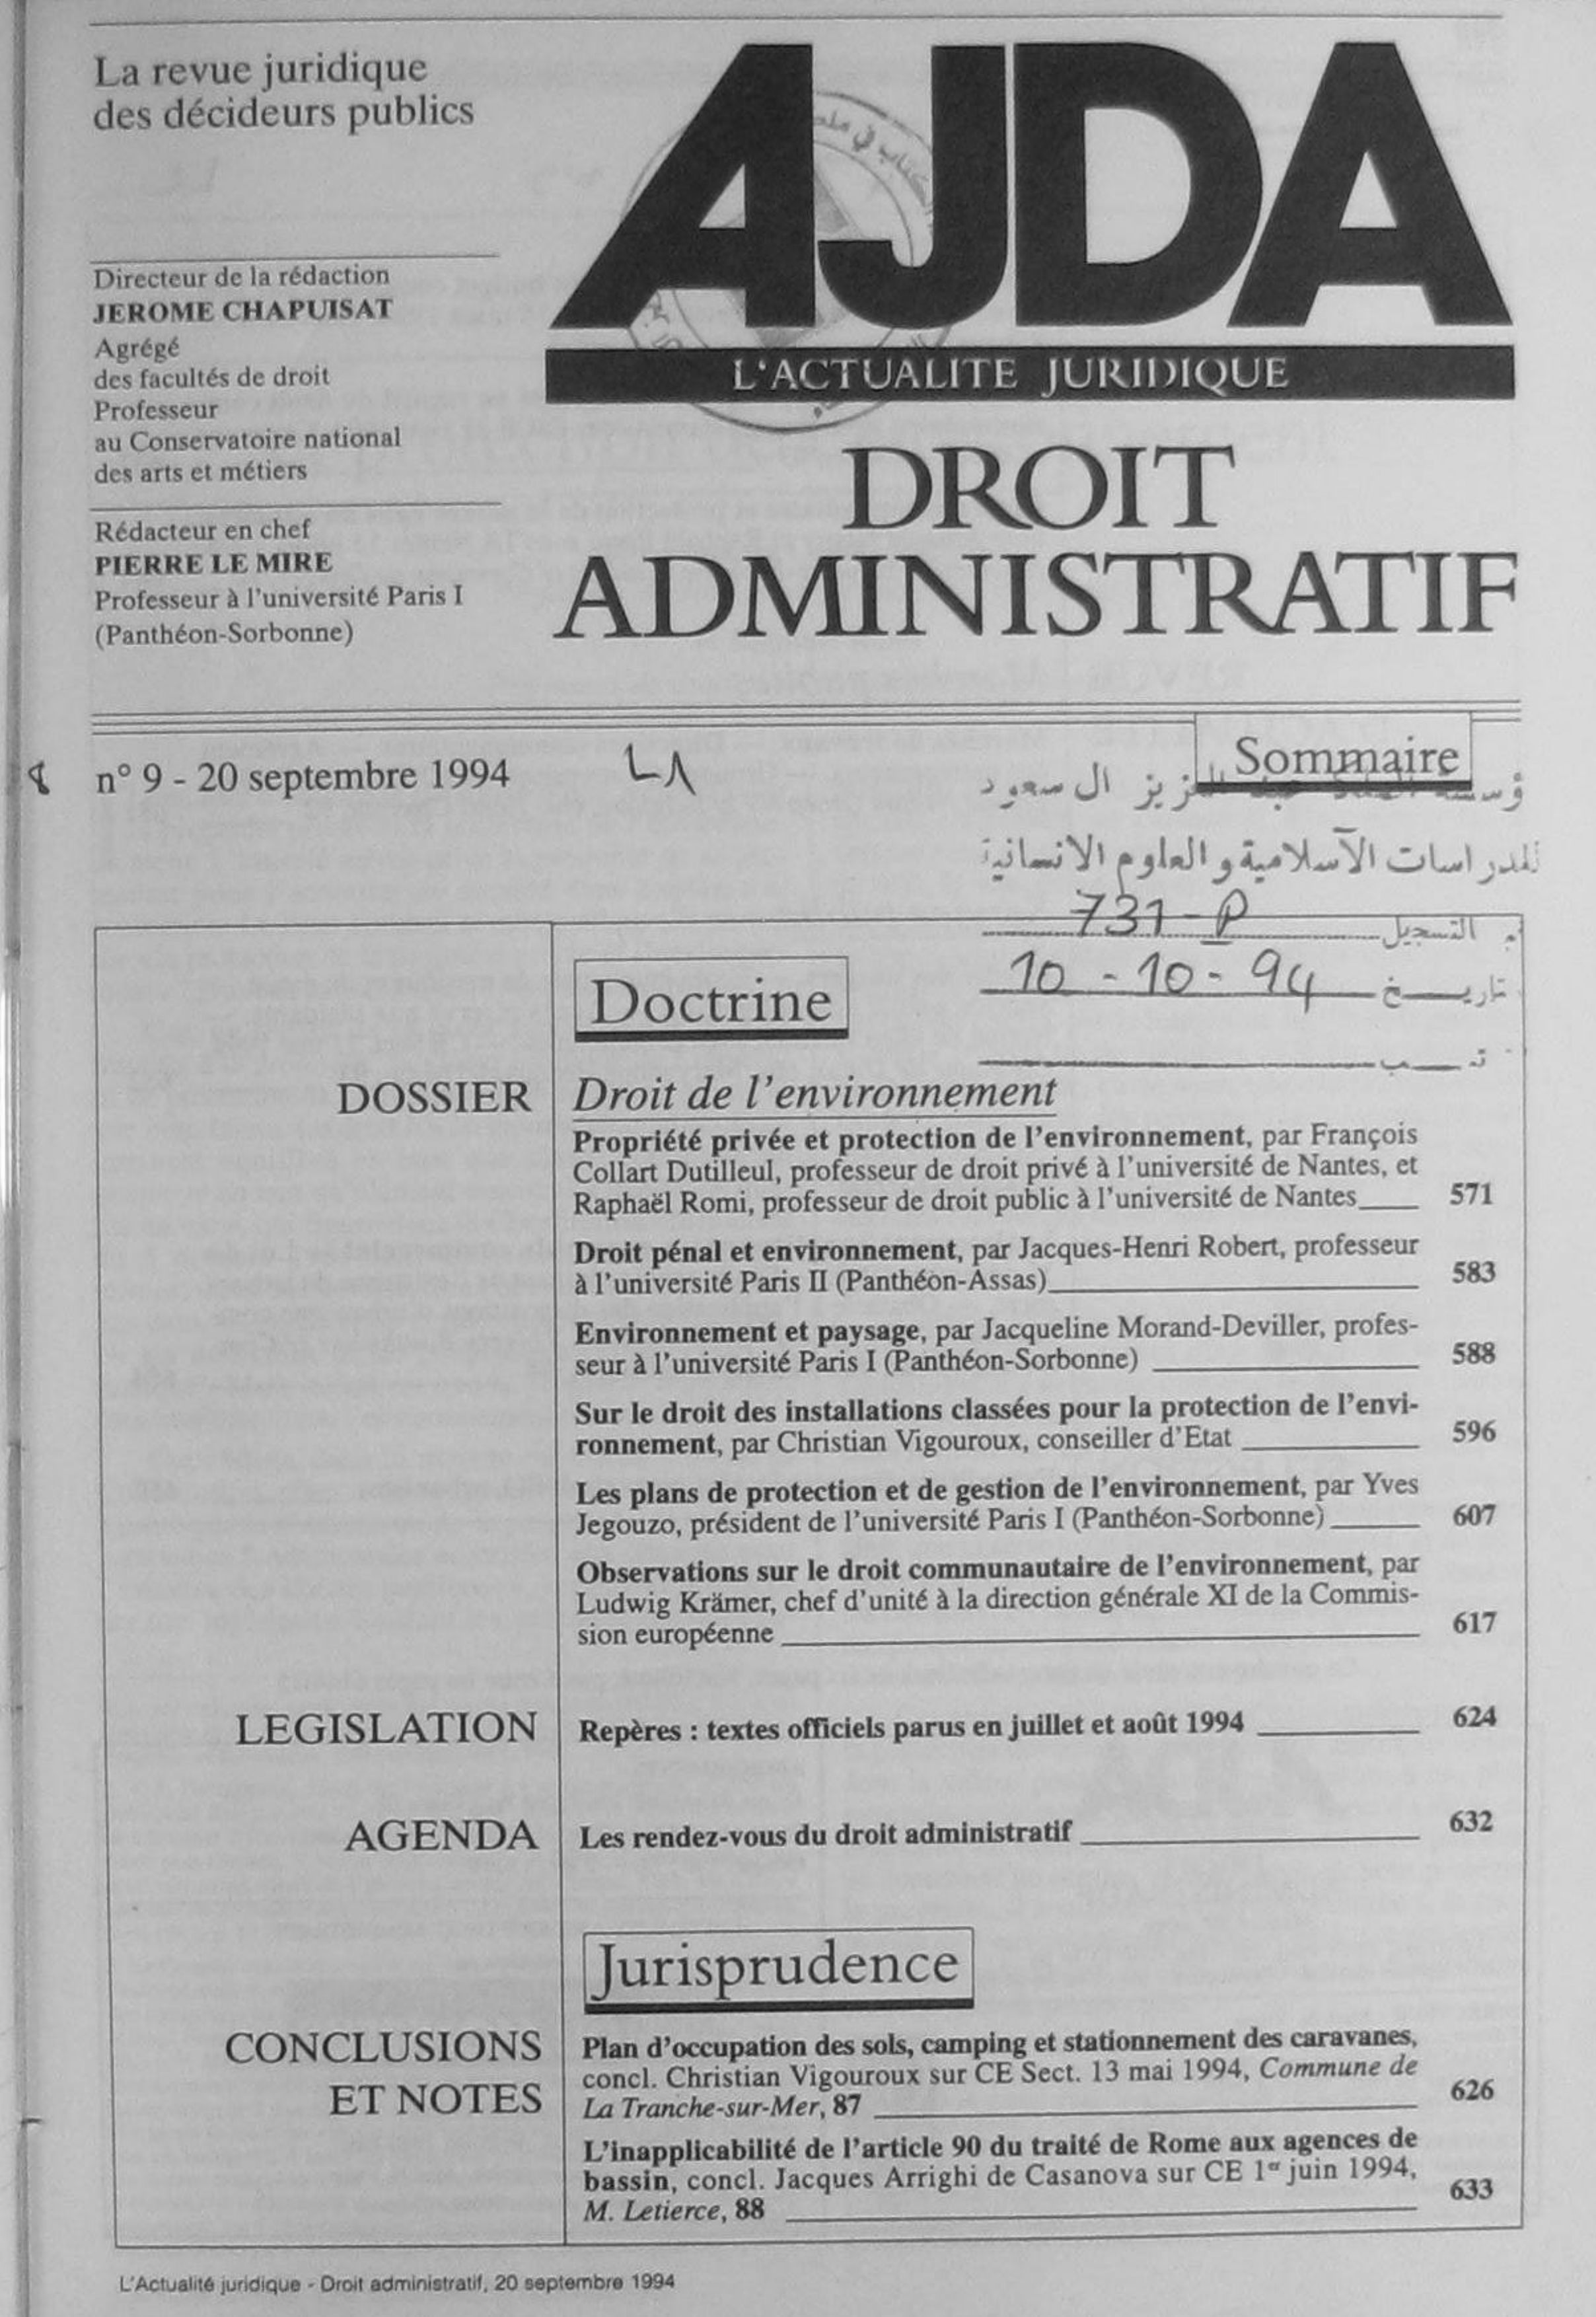 La revue juridique
des décideurs publics
AJDA
L'ACTUALITE JURIDIQUE
DROIT
ADMINISTRATIF
Directeur de la rédaction
JEROME CHAPUISAT
Agrégé
des facultés de droit
Professeur
au Conservatoire national
des arts et métiers
Rédacteur en chef
PIERRE LE MIRE
Professeur à l'université Paris I
(Panthéon-Sorbonne)
n° 9 - 20 septembre 1994
Sommaire
العزيز ال سعود
للدراسات الآسلامية والعلوم الانسانية
731-P التسجيل
10 - 10 - 94 تاريـــخ
Doctrine
DOSSIER
Droit de l'environnement
Propriété privée et protection de l'environnement, par François
Collart Dutilleul, professeur de droit privé à l'université de Nantes, et
Raphaël Romi, professeur de droit public à l'université de Nantes 571
Droit pénal et environnement, par Jacques-Henri Robert, professeur
à l'université Paris II (Panthéon-Assas) 583
Environnement et paysage, par Jacqueline Morand-Deviller, profes-
seur à l'université Paris I (Panthéon-Sorbonne) 588
Sur le droit des installations classées pour la protection de l'envi-
ronnement, par Christian Vigouroux, conseiller d'Etat 596
Les plans de protection et de gestion de l'environnement, par Yves
Jegouzo, président de l'université Paris I (Panthéon-Sorbonne) 607
Observations sur le droit communautaire de l'environnement, par
Ludwig Krämer, chef d'unité à la direction générale XI de la Commis-
sion européenne 617
LEGISLATION
Repères : textes officiels parus en juillet et août 1994 624
AGENDA
Les rendez-vous du droit administratif 632
Jurisprudence
CONCLUSIONS
ET NOTES
Plan d'occupation des sols, camping et stationnement des caravanes,
concl. Christian Vigouroux sur CE Sect. 13 mai 1994, Commune de
La Tranche-sur-Mer, 87 626
L'inapplicabilité de l'article 90 du traité de Rome aux agences de
bassin, concl. Jacques Arrighi de Casanova sur CE 1er juin 1994,
M. Letierce, 88 633
L'Actualité juridique - Droit administratif, 20 septembre 1994